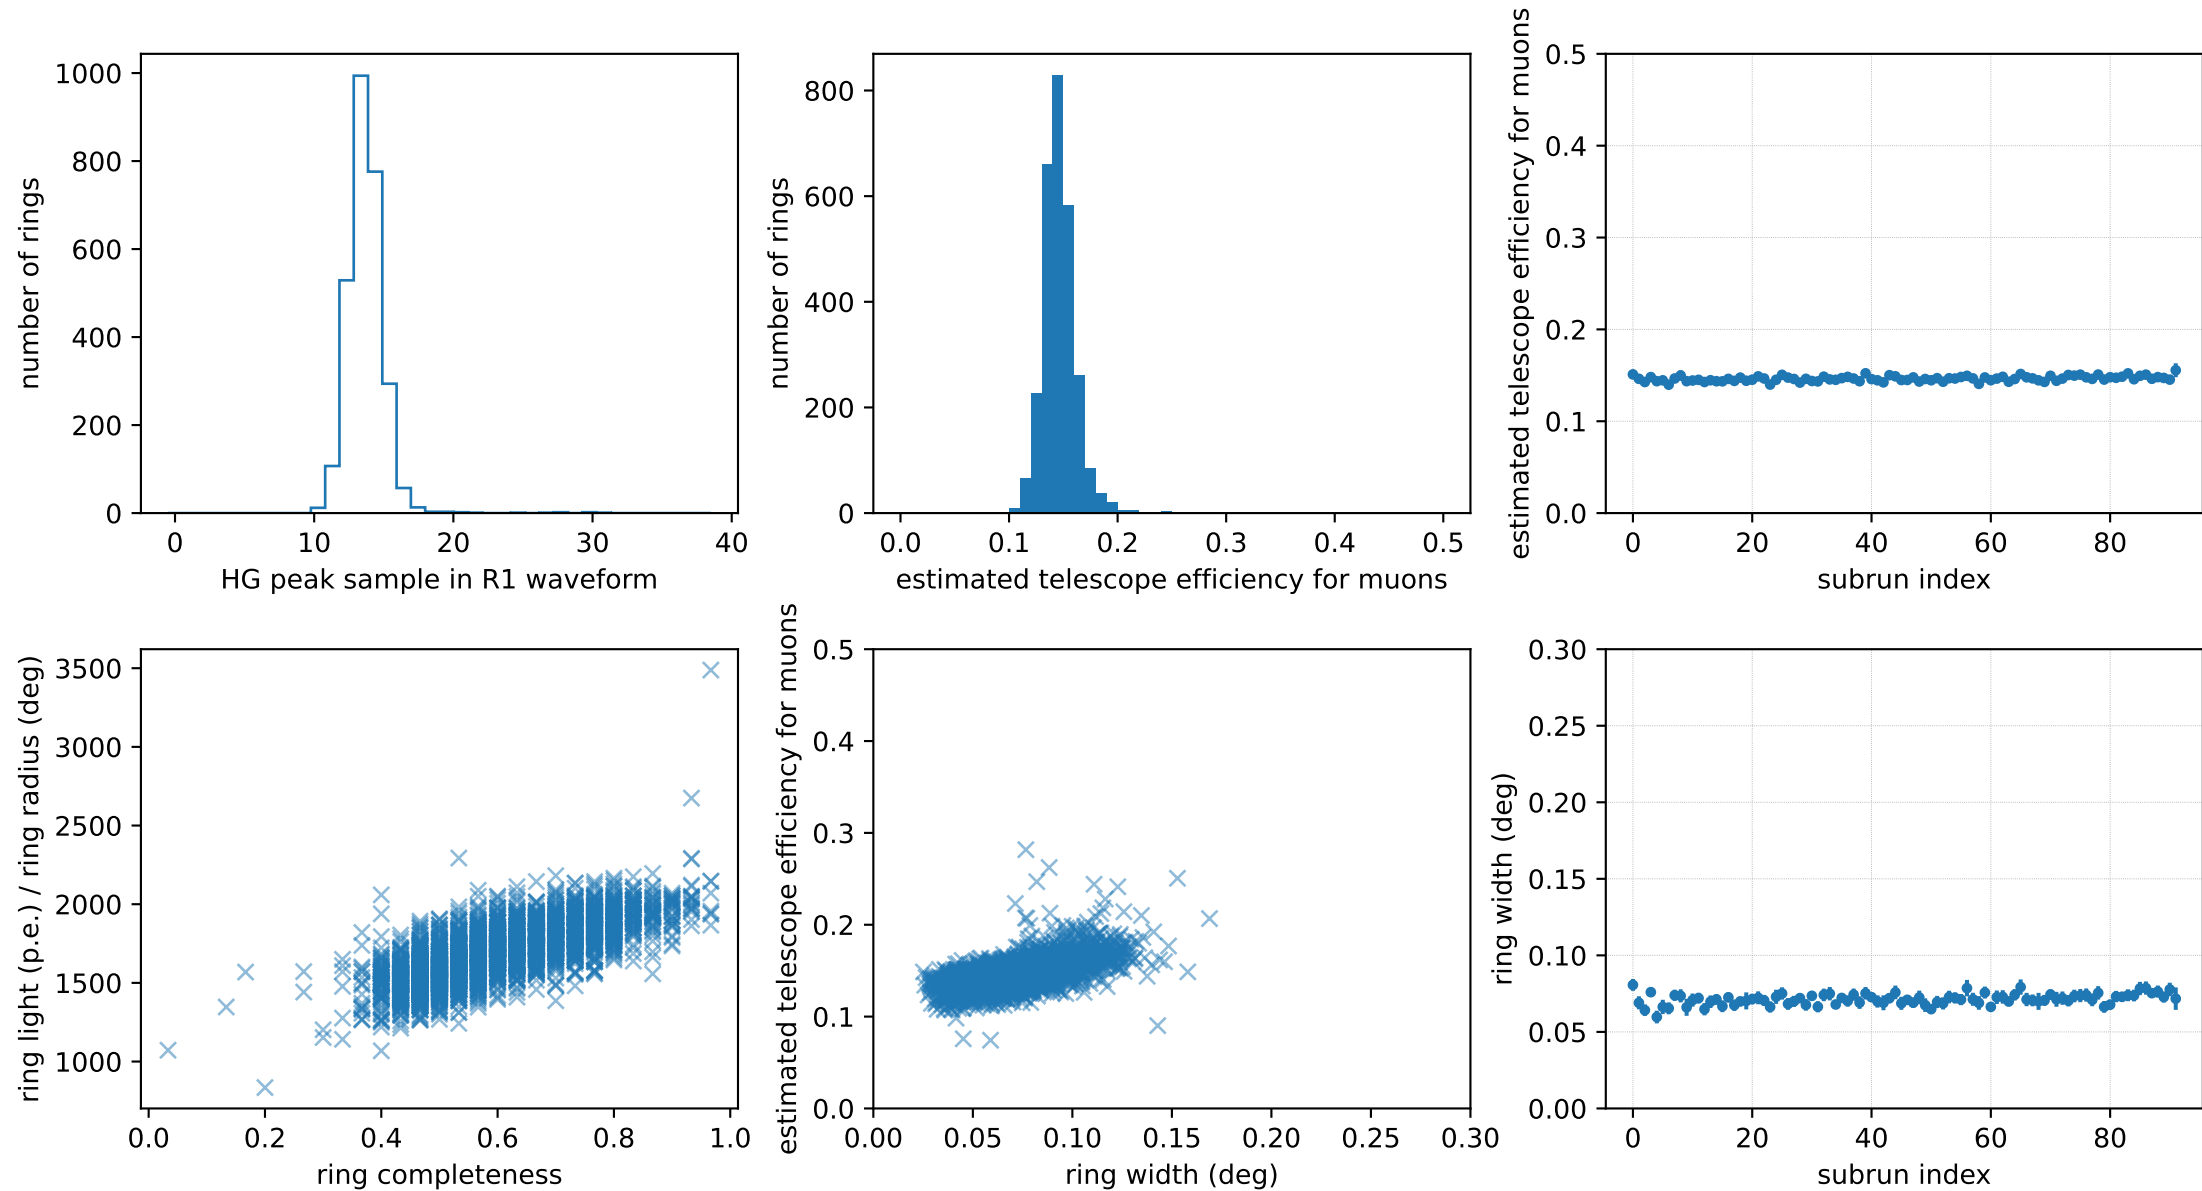 number of rings
1000
800
600
400
200
0
0 10 20 30 40
HG peak sample in R1 waveform
number of rings
800
600
400
200
0
0.0 0.1 0.2 0.3 0.4 0.5
estimated telescope efficiency for muons
estimated telescope efficiency for muons
0.5
0.4
0.3
0.2
0.1
0.0
0 20 40 60 80
subrun index
ring light (p.e.) / ring radius (deg)
3500
3000
2500
2000
1500
1000
0.0 0.2 0.4 0.6 0.8 1.0
ring completeness
estimated telescope efficiency for muons
0.5
0.4
0.3
0.2
0.1
0.0
0.00 0.05 0.10 0.15 0.20 0.25 0.30
ring width (deg)
ring width (deg)
0.30
0.25
0.20
0.15
0.10
0.05
0.00
0 20 40 60 80
subrun index